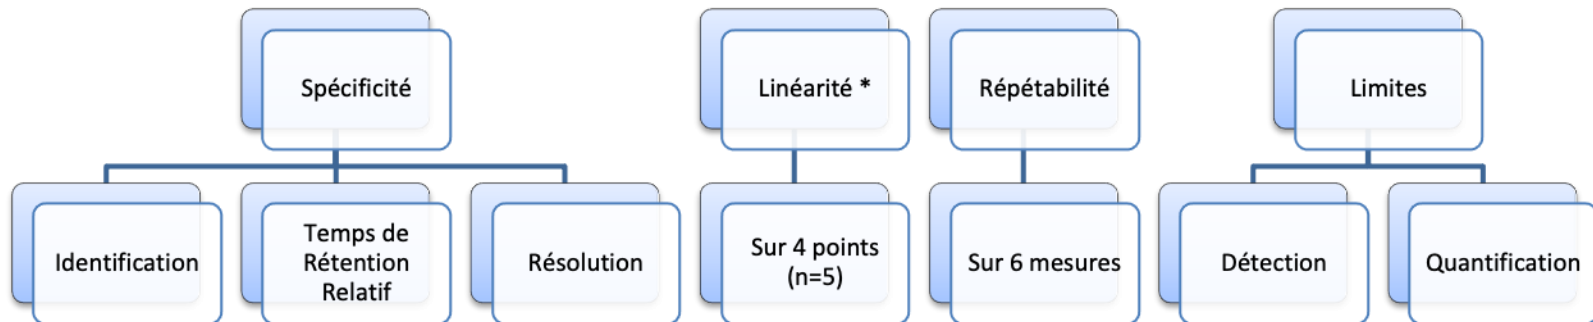 Spécificité
Linéarité *
Répétabilité
Limites
Identification
Temps de
Rétention
Relatif
Résolution
Sur 4 points
(n=5)
Sur 6 mesures
Détection
Quantification